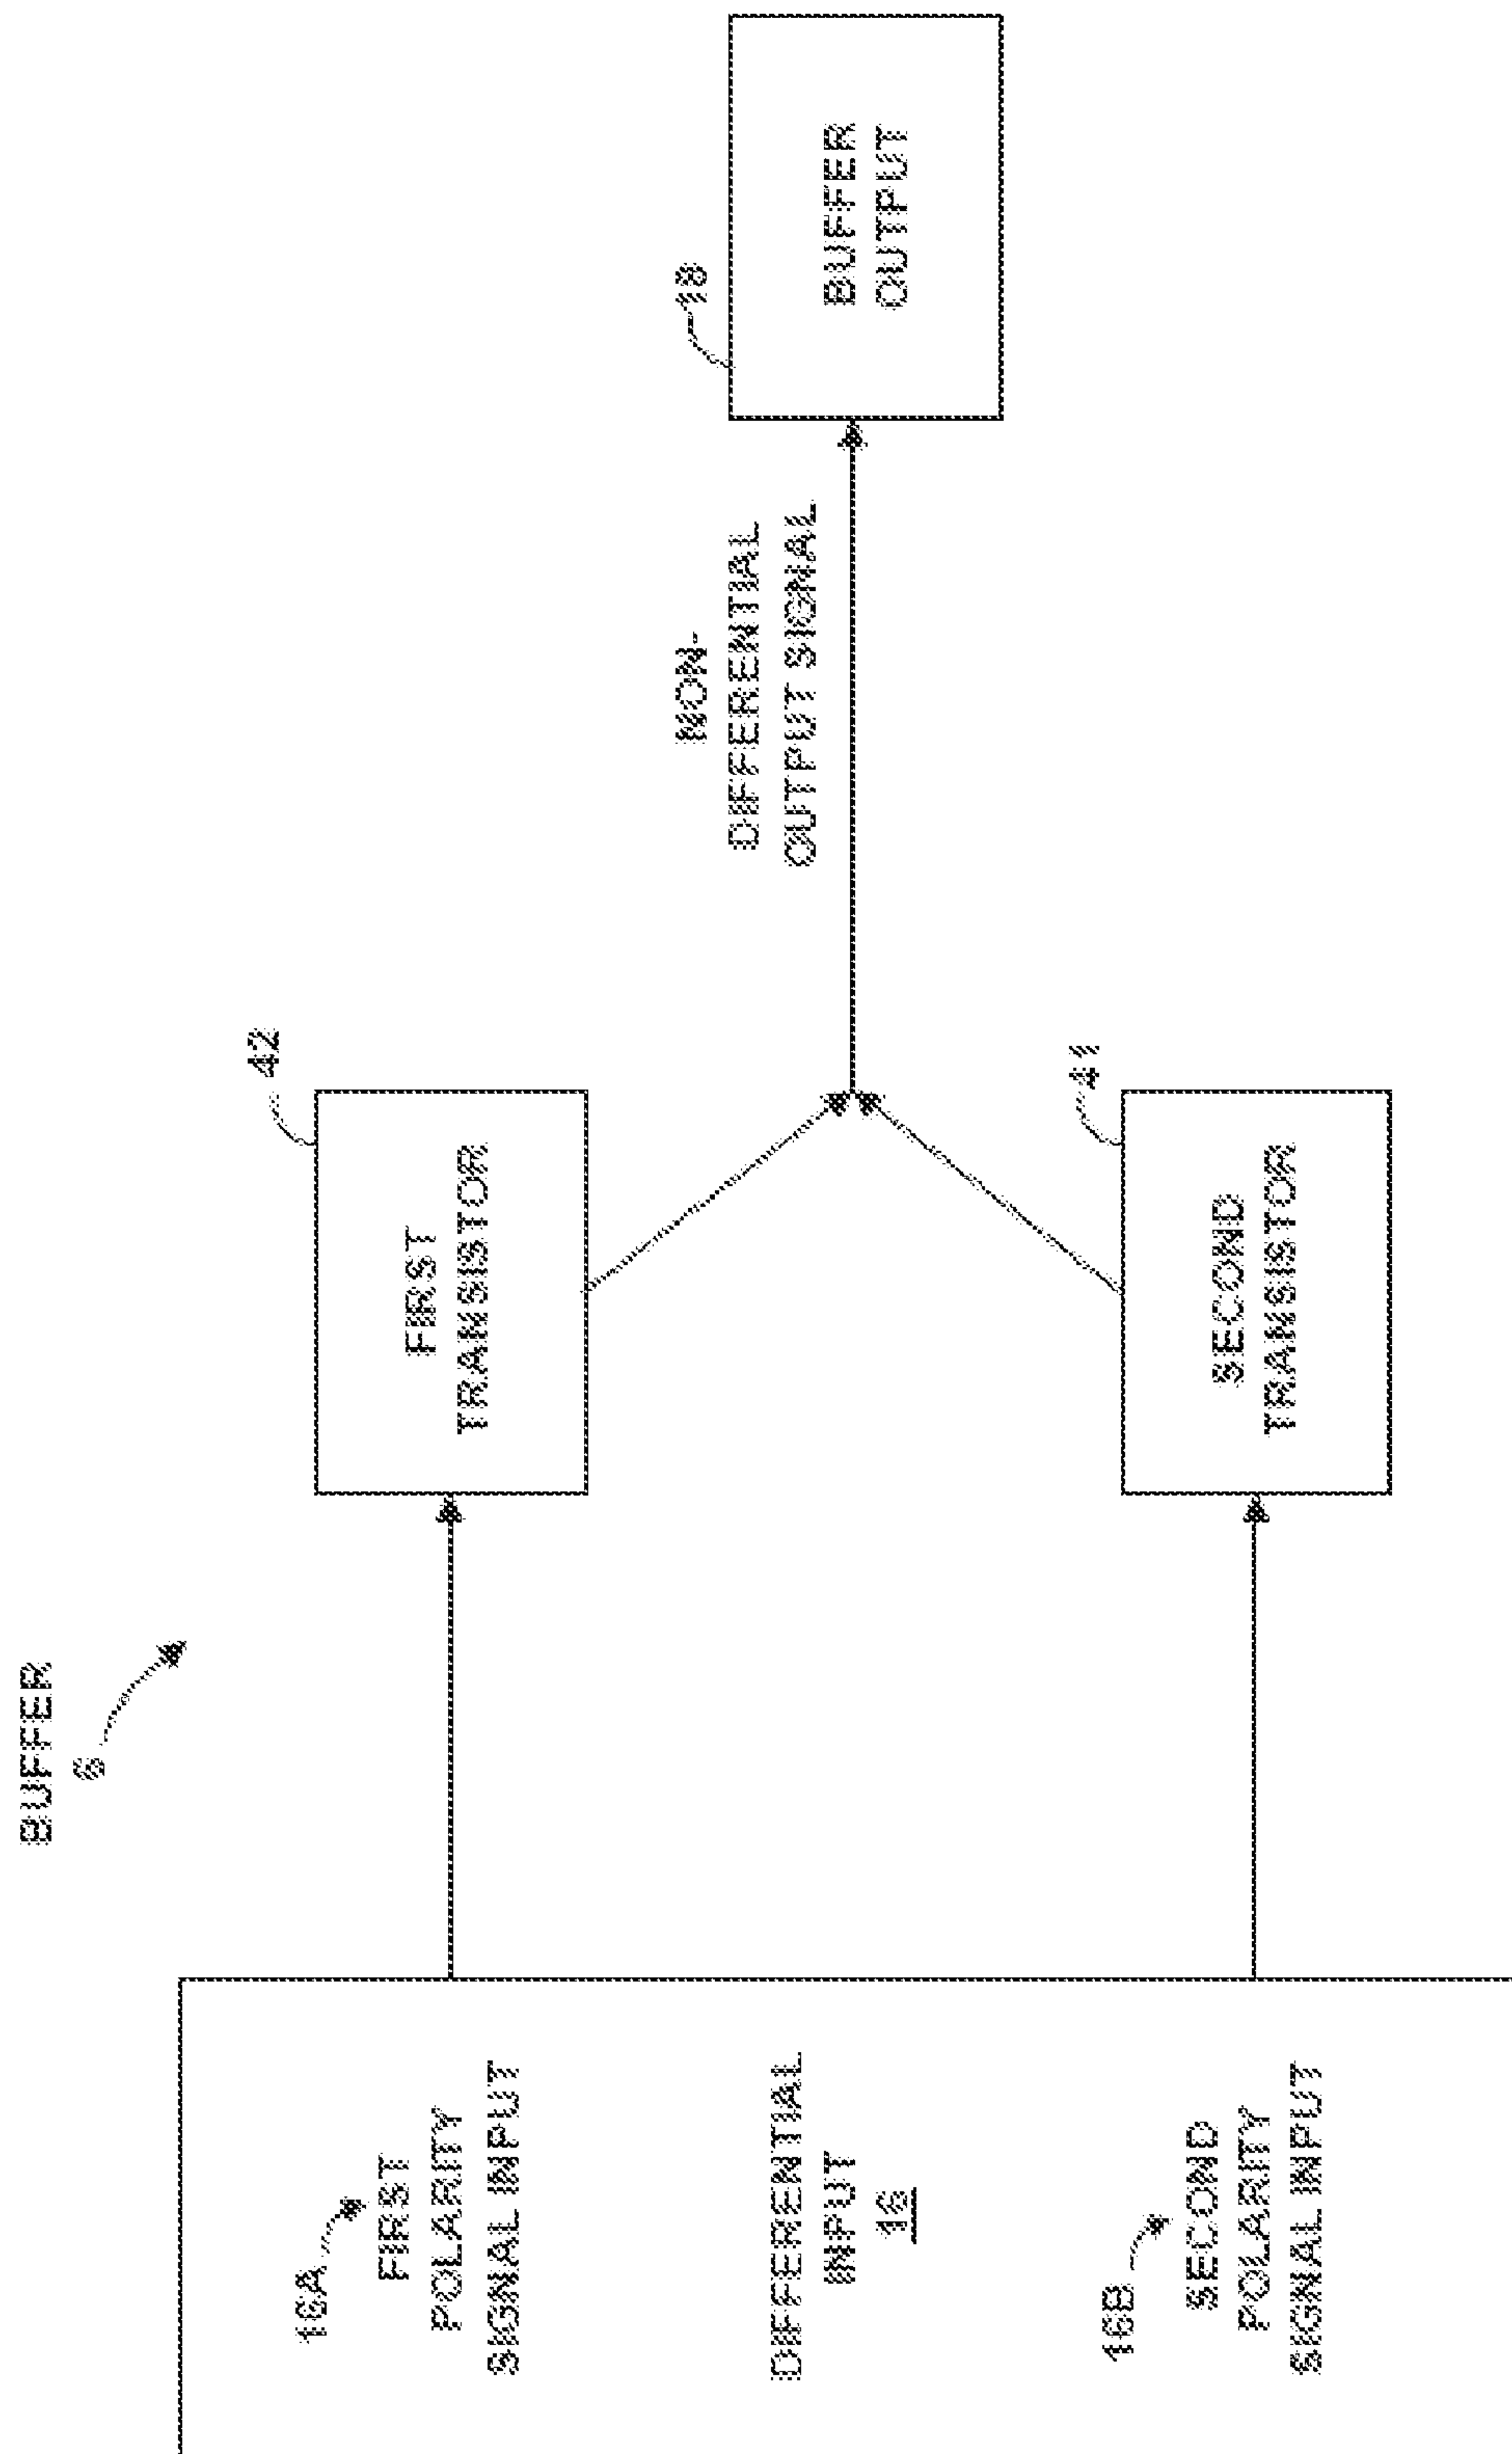 BUFFER
6
16A
FIRST
POLARITY
SIGNAL INPUT
DIFFERENTIAL
INPUT
16
16B
SECOND
POLARITY
SIGNAL INPUT
42
FIRST
TRANSISTOR
41
SECOND
TRANSISTOR
NON-
DIFFERENTIAL
OUTPUT SIGNAL
18
BUFFER
OUTPUT